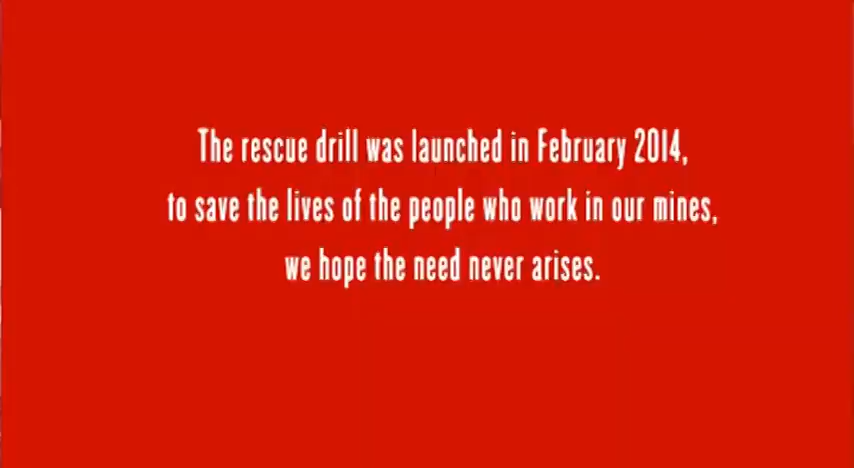 The rescue drill was launched in February 2014,
to save the lives of the people who work in our mines,
we hope the need never arises.